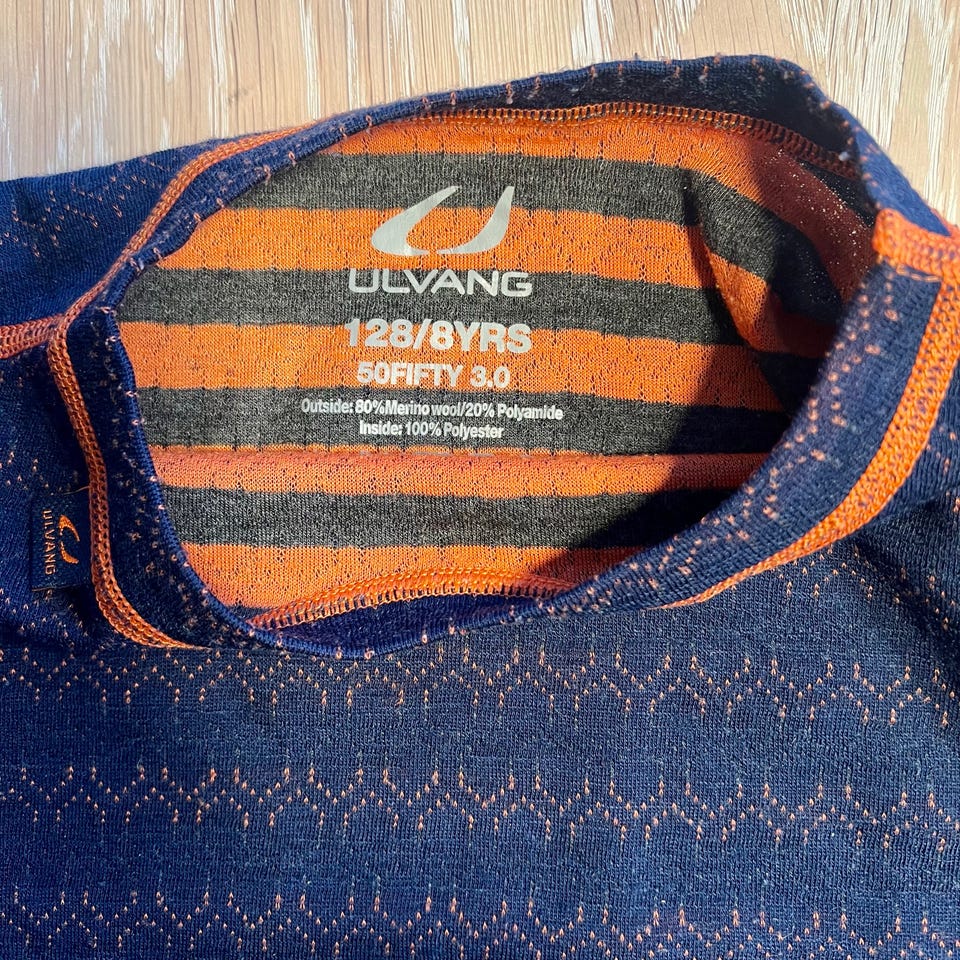 ULVANG
128/8YRS
50FIFTY 3.0
Outside: 80%Merino wool/20% Polyamide
Inside: 100% Polyester
ULVANG